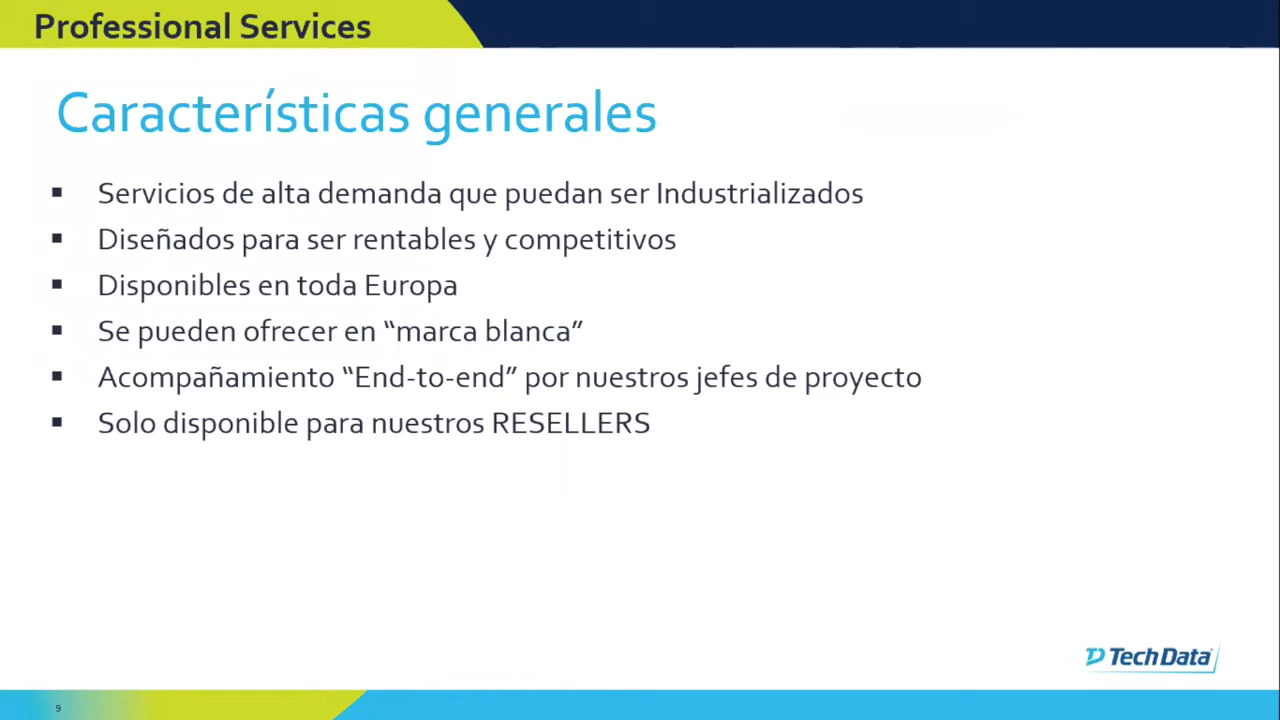 Professional Services
Características generales
▪ Servicios de alta demanda que puedan ser Industrializados
▪ Diseñados para ser rentables y competitivos
▪ Disponibles en toda Europa
▪ Se pueden ofrecer en “marca blanca”
▪ Acompañamiento “End-to-end” por nuestros jefes de proyecto
▪ Solo disponible para nuestros RESELLERS
Tech Data
9